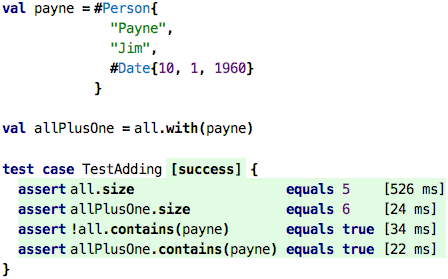 val payne = #Person{
"Payne",
"Jim",
#Date{10, 1, 1960}
}
val allPlusOne = all.with(payne)
test case TestAdding [success] {
assert all.size equals 5 [526 ms]
assert allPlusOne.size equals 6 [24 ms]
assert !all.contains(payne) equals true [34 ms]
assert allPlusOne.contains(payne) equals true [22 ms]
}